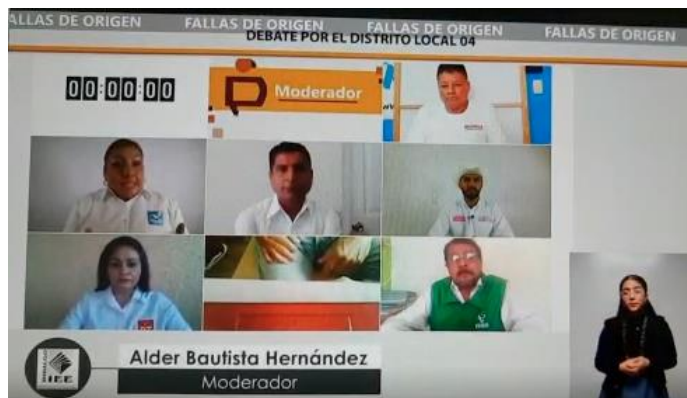 ALLAS DE ORIGEN FALLAS DE ORIGEN FALLAS DE ORIGEN FALLAS DE ORIGEN
DEBATE POR EL DISTRITO LOCAL 04
00:00:00
Moderador
IEE
Alder Bautista Hernández
Moderador